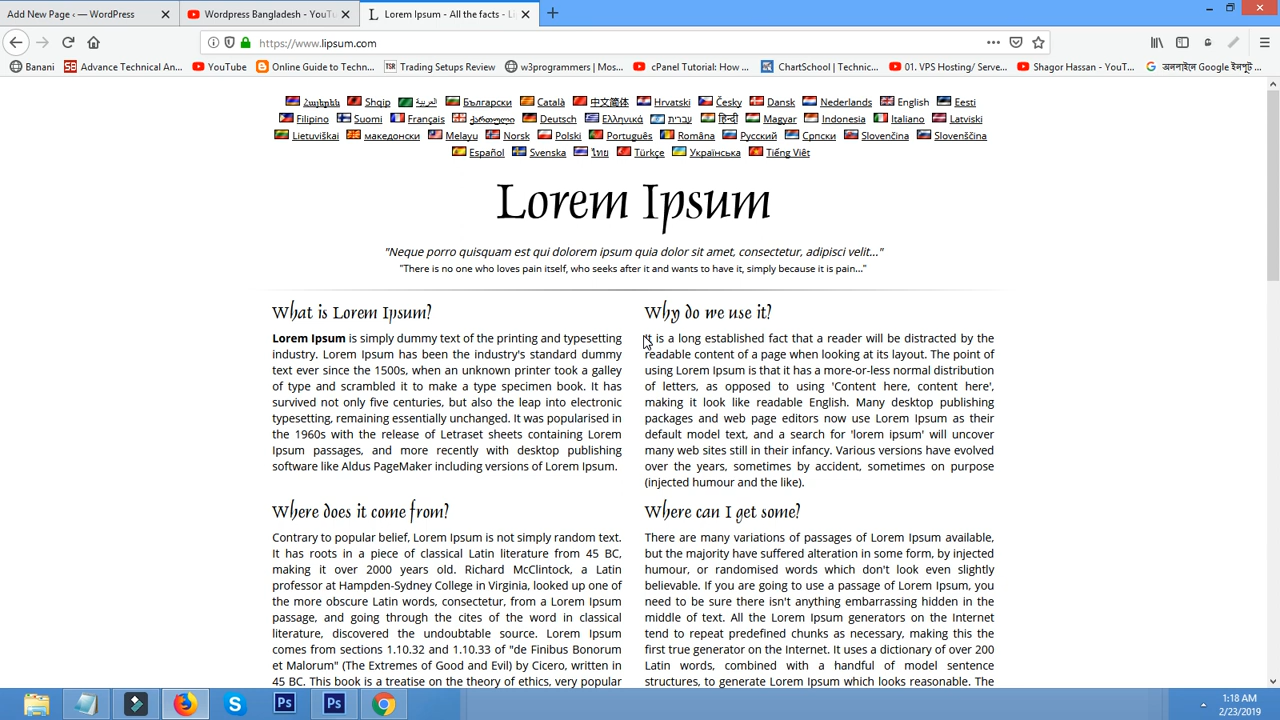 Add New Page ‹ — WordPress
Wordpress Bangladesh - YouTu
Lorem Ipsum - All the facts - Li
https://www.lipsum.com
Banani
Advance Technical An...
YouTube
Online Guide to Techn...
Trading Setups Review
w3programmers | Mos...
cPanel Tutorial: How ...
ChartSchool | Technic...
01. VPS Hosting/ Serve...
Shagor Hassan - YouT...
অনলাইনে Google ইনপুট ...
Հայերեն Shqip العربية Български Català 中文简体 Hrvatski Česky Dansk Nederlands English Eesti
Filipino Suomi Français ქართული Deutsch Ελληνικά עברית हिन्दी Magyar Indonesia Italiano Latviski
Lietuviškai македонски Melayu Norsk Polski Português Româna Русский Српски Slovenčina Slovenščina
Español Svenska ไทย Türkçe Українська Tiếng Việt
Lorem Ipsum
"Neque porro quisquam est qui dolorem ipsum quia dolor sit amet, consectetur, adipisci velit..."
"There is no one who loves pain itself, who seeks after it and wants to have it, simply because it is pain..."
What is Lorem Ipsum?
Lorem Ipsum is simply dummy text of the printing and typesetting
industry. Lorem Ipsum has been the industry's standard dummy
text ever since the 1500s, when an unknown printer took a galley
of type and scrambled it to make a type specimen book. It has
survived not only five centuries, but also the leap into electronic
typesetting, remaining essentially unchanged. It was popularised in
the 1960s with the release of Letraset sheets containing Lorem
Ipsum passages, and more recently with desktop publishing
software like Aldus PageMaker including versions of Lorem Ipsum.
Why do we use it?
It is a long established fact that a reader will be distracted by the
readable content of a page when looking at its layout. The point of
using Lorem Ipsum is that it has a more-or-less normal distribution
of letters, as opposed to using 'Content here, content here',
making it look like readable English. Many desktop publishing
packages and web page editors now use Lorem Ipsum as their
default model text, and a search for 'lorem ipsum' will uncover
many web sites still in their infancy. Various versions have evolved
over the years, sometimes by accident, sometimes on purpose
(injected humour and the like).
Where does it come from?
Contrary to popular belief, Lorem Ipsum is not simply random text.
It has roots in a piece of classical Latin literature from 45 BC,
making it over 2000 years old. Richard McClintock, a Latin
professor at Hampden-Sydney College in Virginia, looked up one of
the more obscure Latin words, consectetur, from a Lorem Ipsum
passage, and going through the cites of the word in classical
literature, discovered the undoubtable source. Lorem Ipsum
comes from sections 1.10.32 and 1.10.33 of "de Finibus Bonorum
et Malorum" (The Extremes of Good and Evil) by Cicero, written in
45 BC. This book is a treatise on the theory of ethics, very popular
Where can I get some?
There are many variations of passages of Lorem Ipsum available,
but the majority have suffered alteration in some form, by injected
humour, or randomised words which don't look even slightly
believable. If you are going to use a passage of Lorem Ipsum, you
need to be sure there isn't anything embarrassing hidden in the
middle of text. All the Lorem Ipsum generators on the Internet
tend to repeat predefined chunks as necessary, making this the
first true generator on the Internet. It uses a dictionary of over 200
Latin words, combined with a handful of model sentence
structures, to generate Lorem Ipsum which looks reasonable. The
1:18 AM
2/23/2019